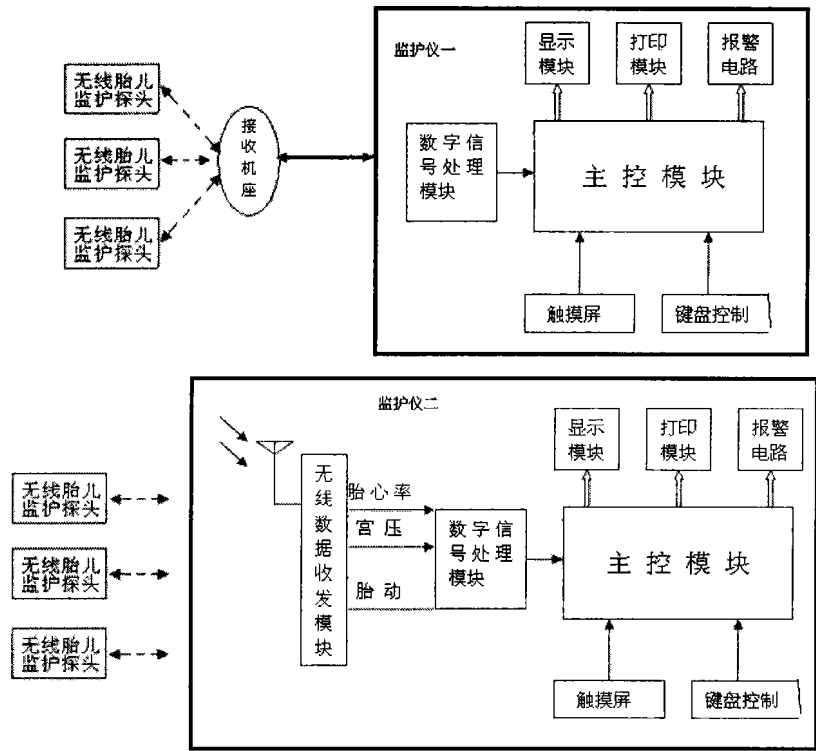 监护仪一
显示
模块
打印
模块
报警
电路
无线胎儿
监护探头
无线胎儿
监护探头
无线胎儿
监护探头
接收机座
数字信
号处理
模块
主控模块
触摸屏
键盘控制
监护仪二
显示
模块
打印
模块
报警
电路
无线胎儿
监护探头
无线胎儿
监护探头
无线胎儿
监护探头
无线数据收发模块
胎心率
宫压
胎动
数字信
号处理
模块
主控模块
触摸屏
键盘控制